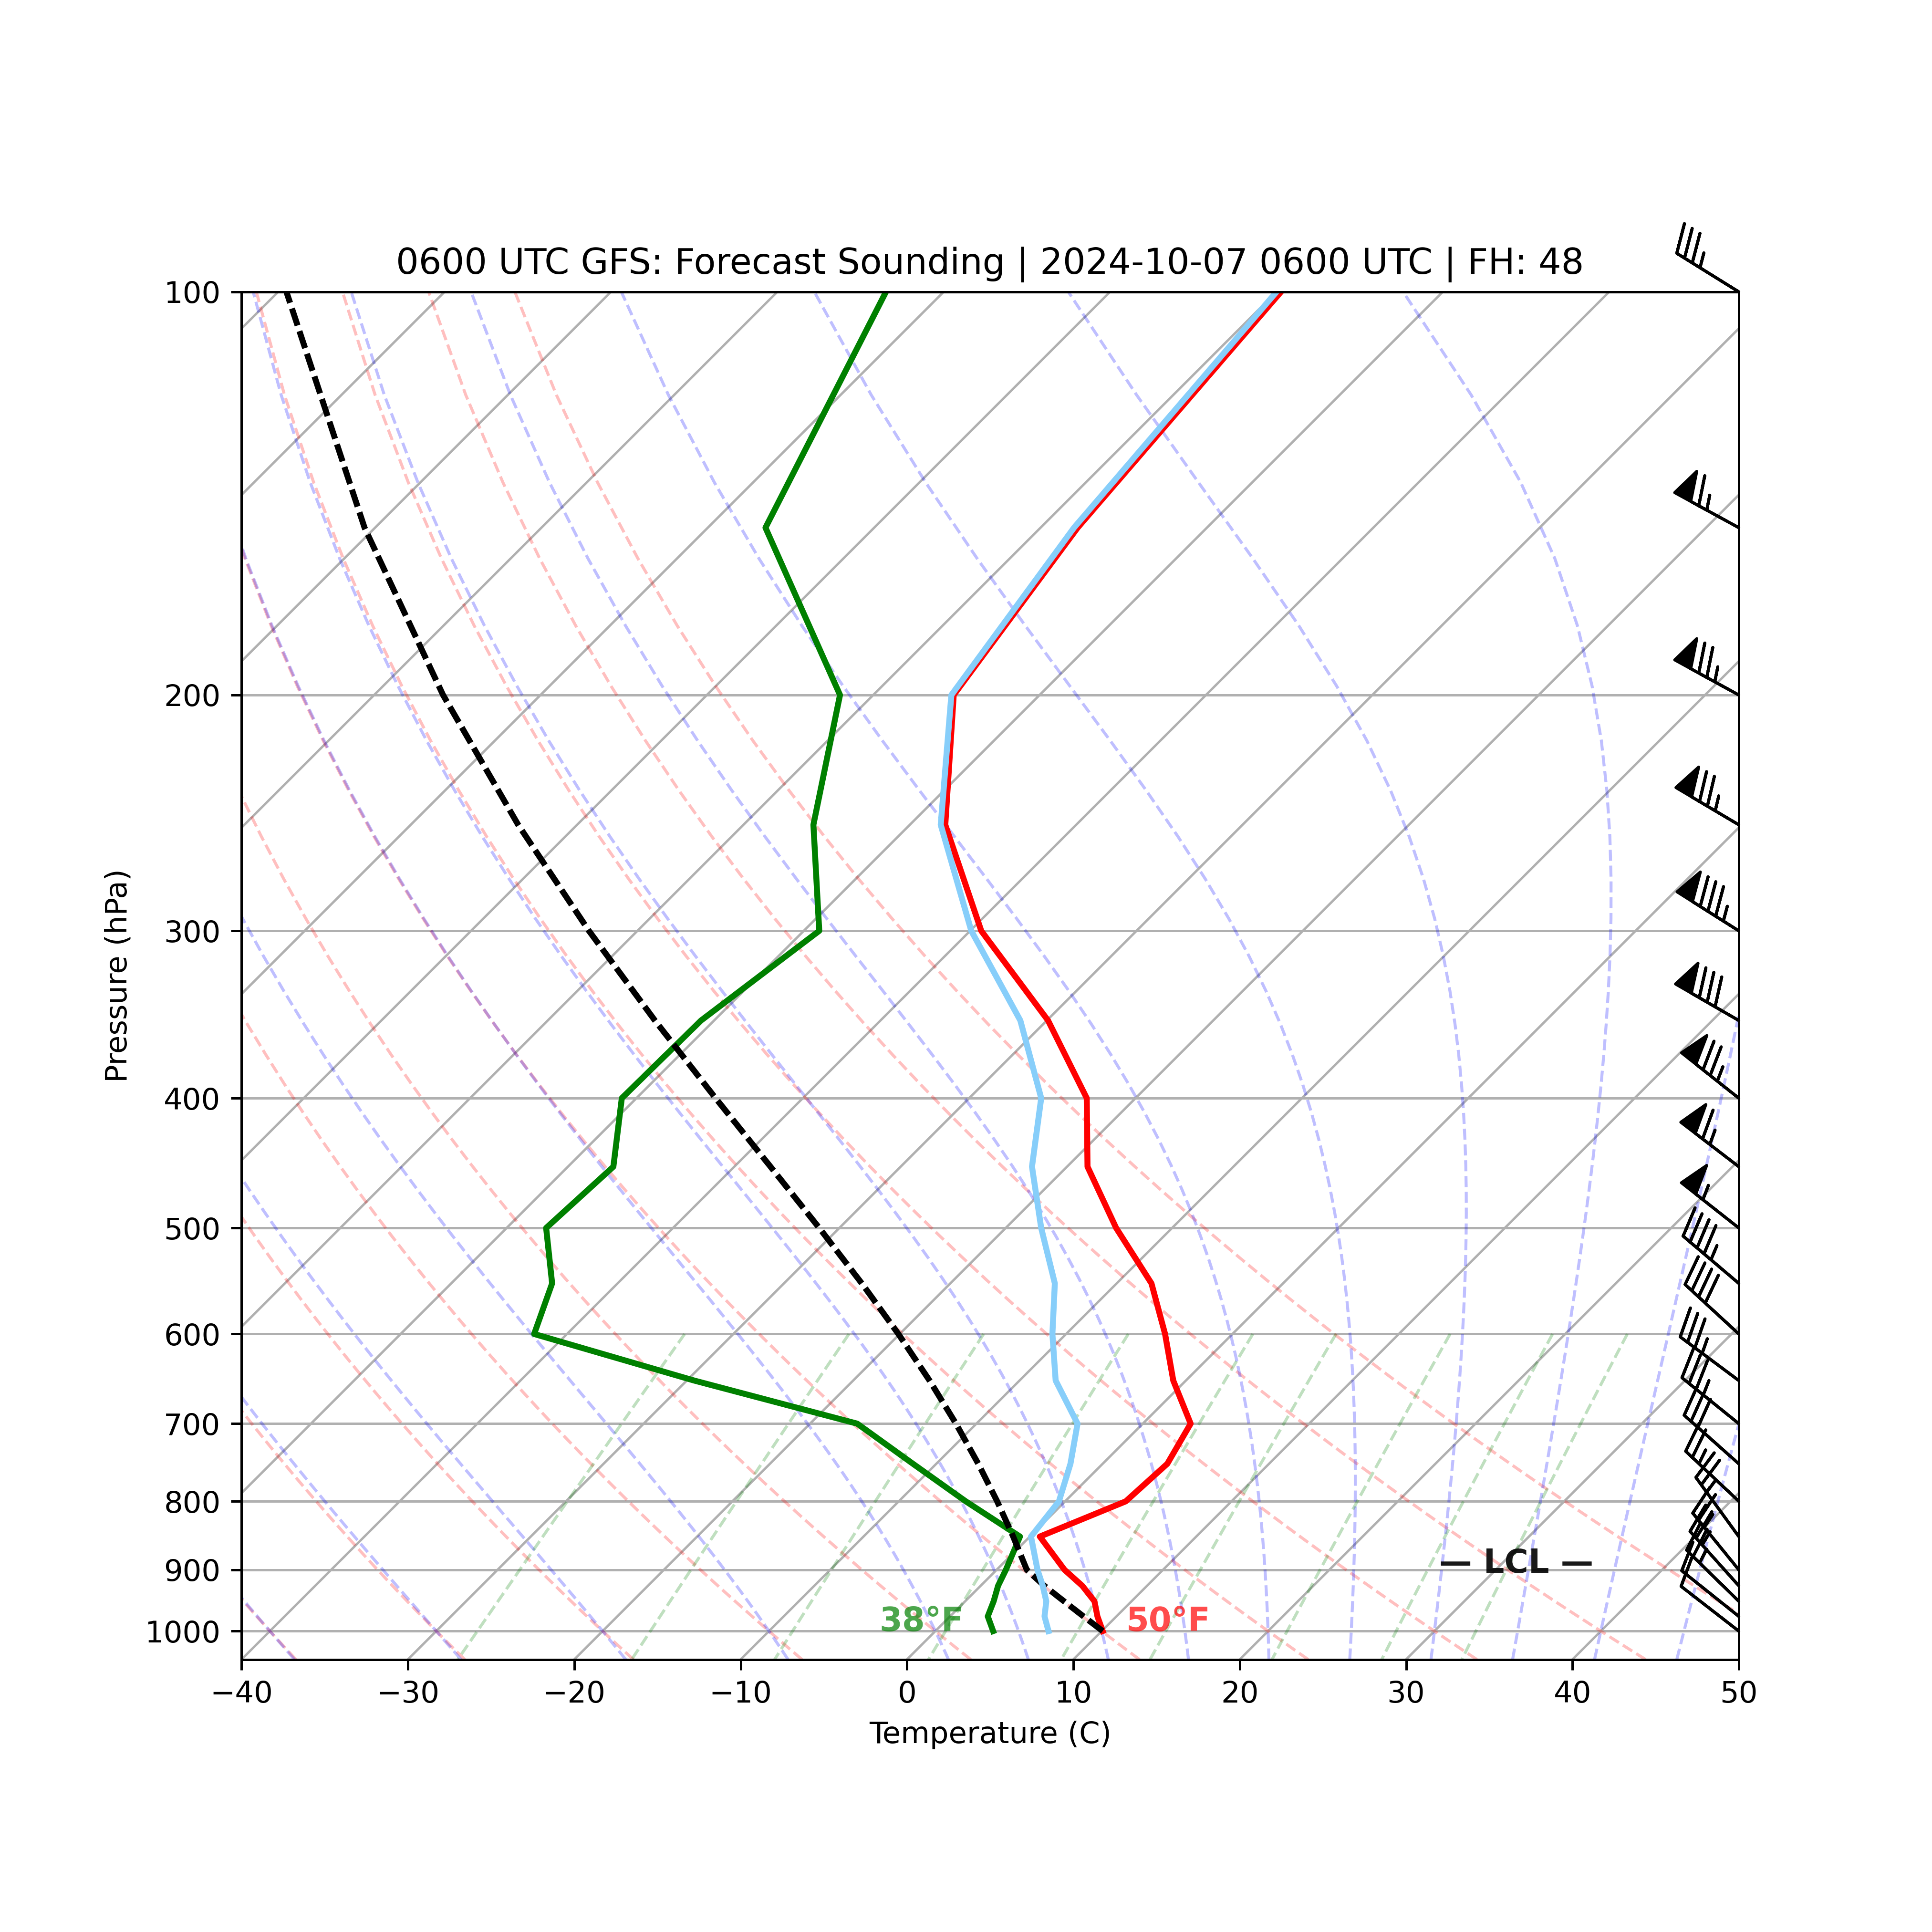 0600 UTC GFS: Forecast Sounding | 2024-10-07 0600 UTC | FH: 48
100
200
300
400
500
600
700
800
900
1000
Pressure (hPa)
— LCL —
38°F
50°F
−40 −30 −20 −10 0 10 20 30 40 50
Temperature (C)